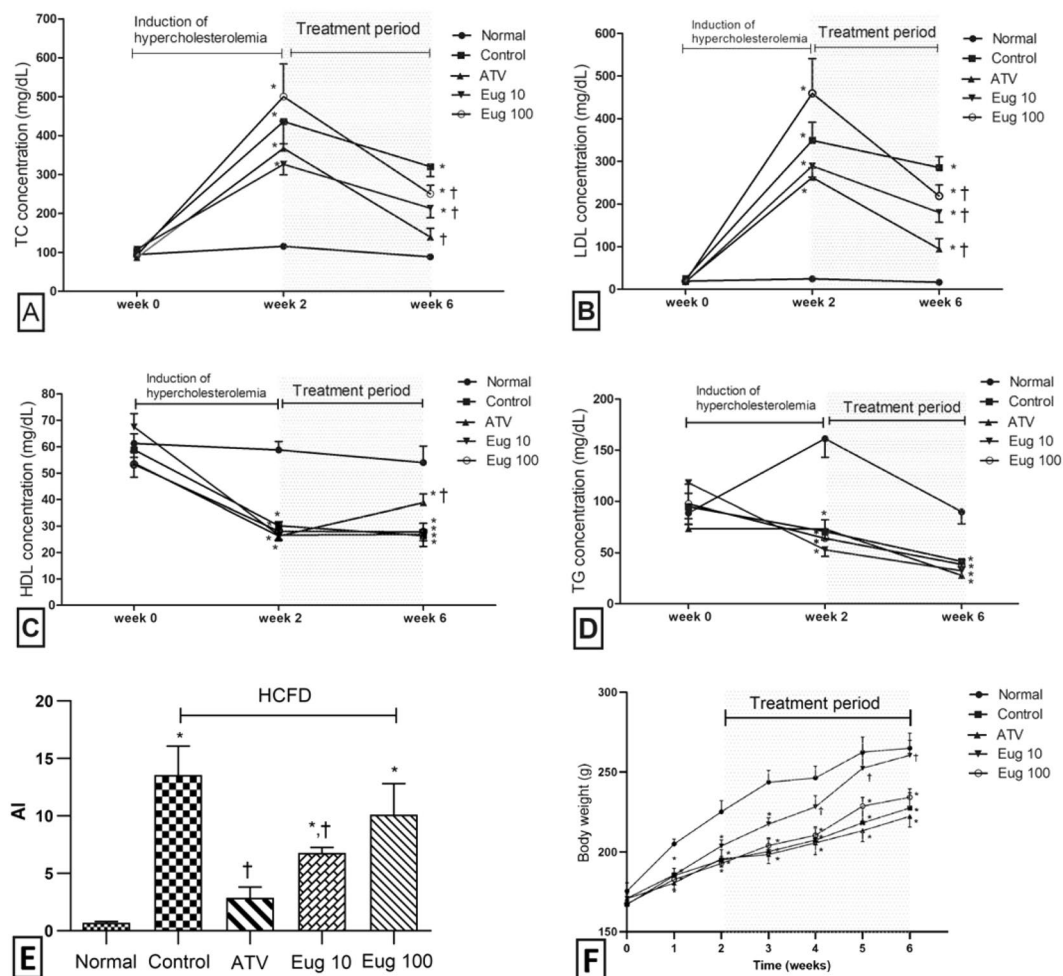 Induction of
hypercholesterolemia
Treatment period
Normal
Control
ATV
Eug 10
Eug 100
TC concentration (mg/dL)
700
600
500
400
300
200
100
0
* * * *
*
* †
* †
†
week 0 week 2 week 6
A
Induction of
hypercholesterolemia
Treatment period
Normal
Control
ATV
Eug 10
Eug 100
LDL concentration (mg/dL)
600
500
400
300
200
100
0
* * * *
*
* †
* †
* †
week 0 week 2 week 6
B
Induction of
hypercholesterolemia
Treatment period
Normal
Control
ATV
Eug 10
Eug 100
HDL concentration (mg/dL)
80
70
60
50
40
30
20
10
0
* †
week 0 week 2 week 6
C
Induction of
hypercholesterolemia
Treatment period
Normal
Control
ATV
Eug 10
Eug 100
TG concentration (mg/dL)
200
150
100
50
0
week 0 week 2 week 6
D
HCFD
AI
20
15
10
5
0
*
†
*,†
*
Normal Control ATV Eug 10 Eug 100
E
Treatment period
Normal
Control
ATV
Eug 10
Eug 100
Body weight (g)
300
250
200
150
0 1 2 3 4 5 6
Time (weeks)
† † †
F